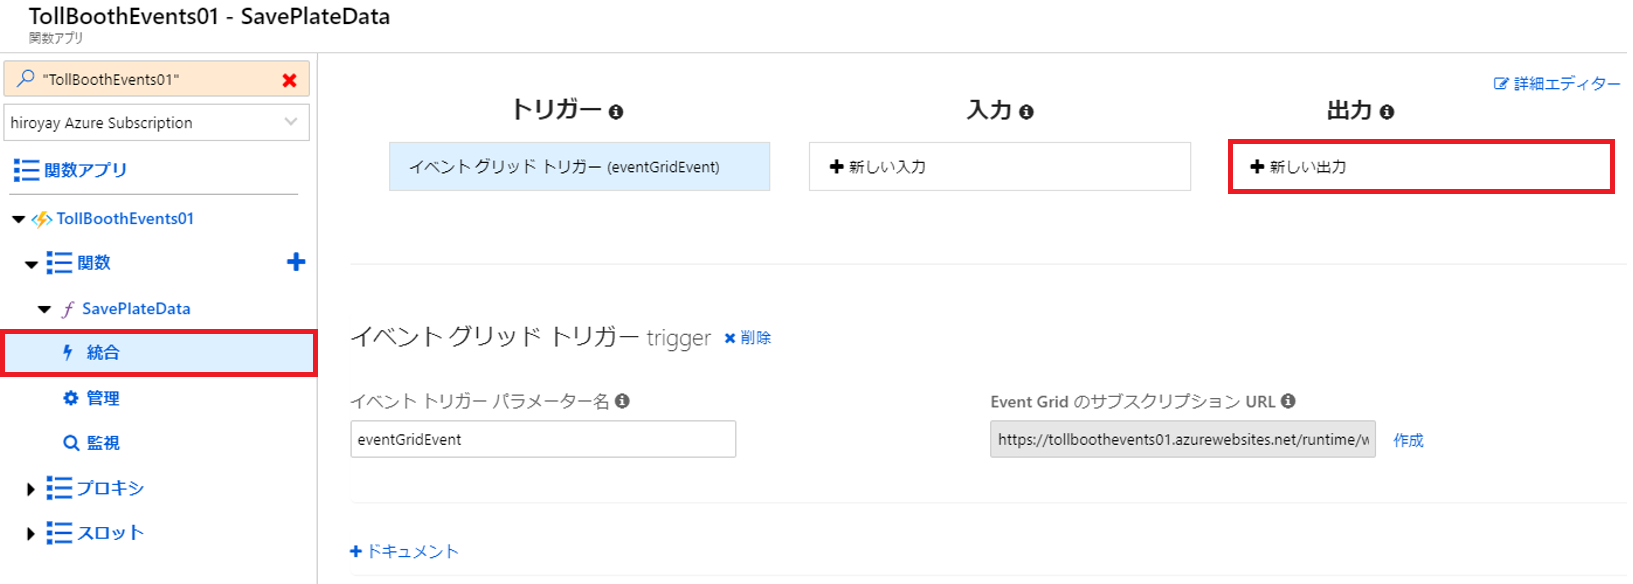 TollBoothEvents01 - SavePlateData
関数アプリ
"TollBoothEvents01"
hiroyay Azure Subscription
関数アプリ
TollBoothEvents01
関数
SavePlateData
統合
管理
監視
プロキシ
スロット
詳細エディター
トリガー
入力
出力
イベント グリッド トリガー (eventGridEvent)
新しい入力
新しい出力
イベント グリッド トリガー trigger
削除
イベント トリガー パラメーター名
Event Grid のサブスクリプション URL
eventGridEvent
https://tollboothevents01.azurewebsites.net/runtime/w
作成
ドキュメント